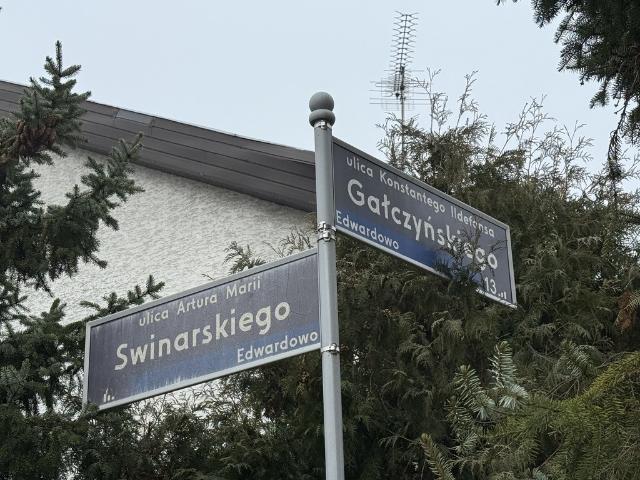 ulica Artura Marii
Swinarskiego
Edwardowo
ulica Konstantego Ildefonsa
Gałczyńskiego
Edwardowo
13...